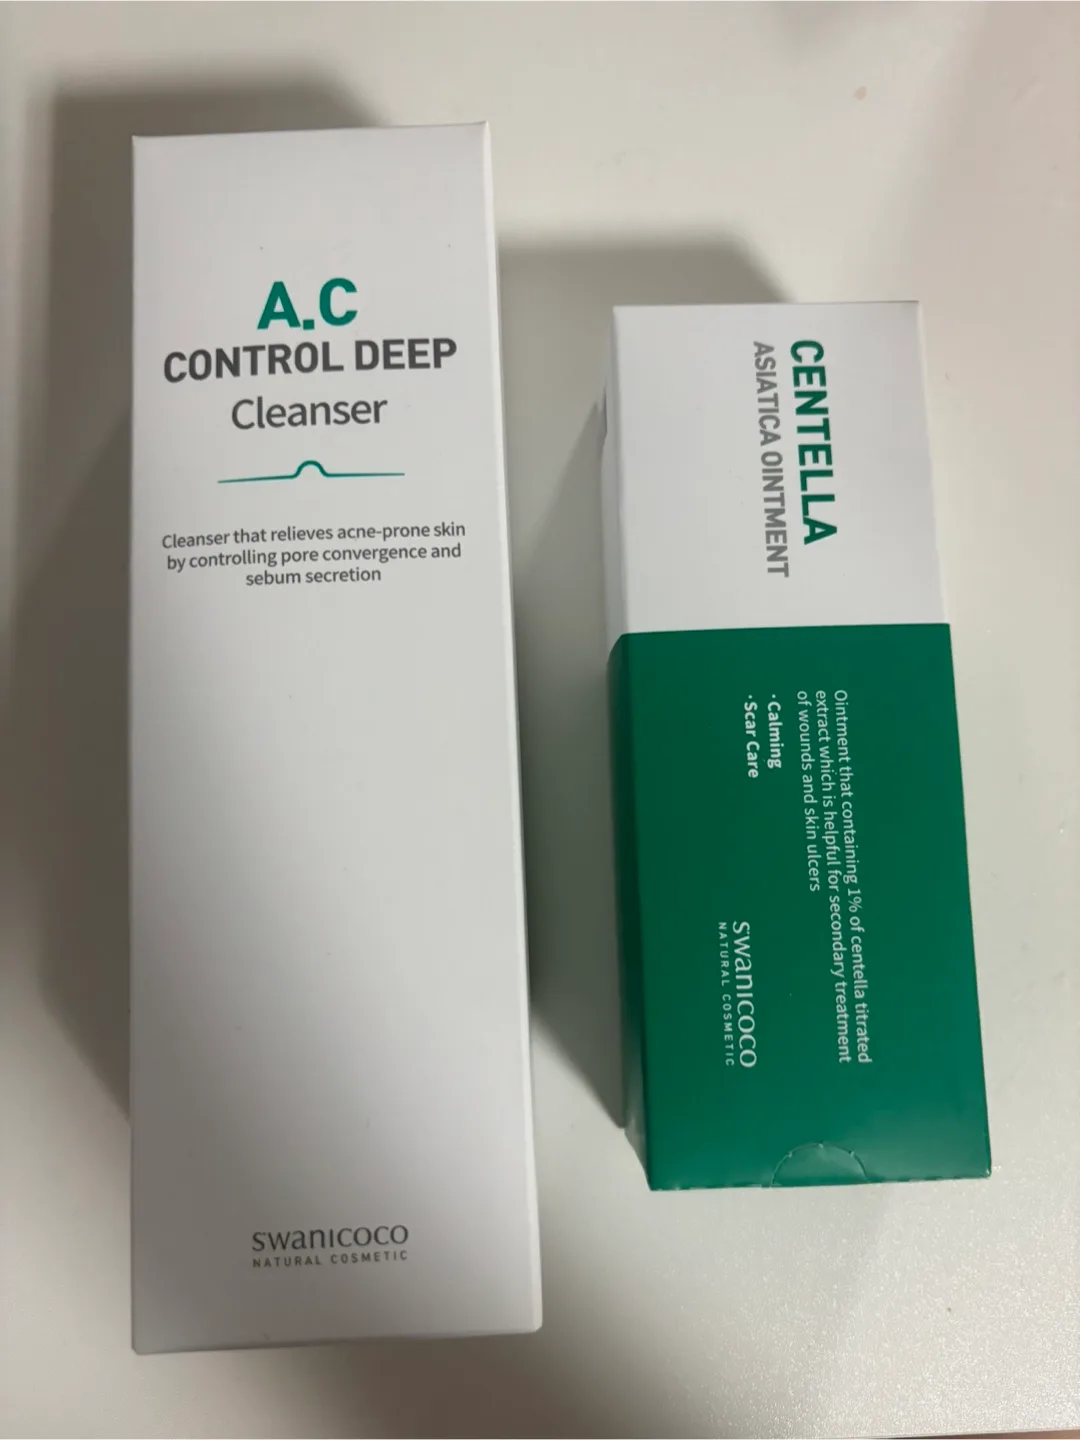 A.C
CONTROL DEEP
Cleanser
Cleanser that relieves acne-prone skin
by controlling pore convergence and
sebum secretion
swanicoco
NATURAL COSMETIC
CENTELLA
ASIATICA OINTMENT
Ointment that containing 1% of centella titrated
extract which is helpful for secondary treatment
of wounds and skin ulcers
· Calming
· Scar Care
swanicoco
NATURAL COSMETIC